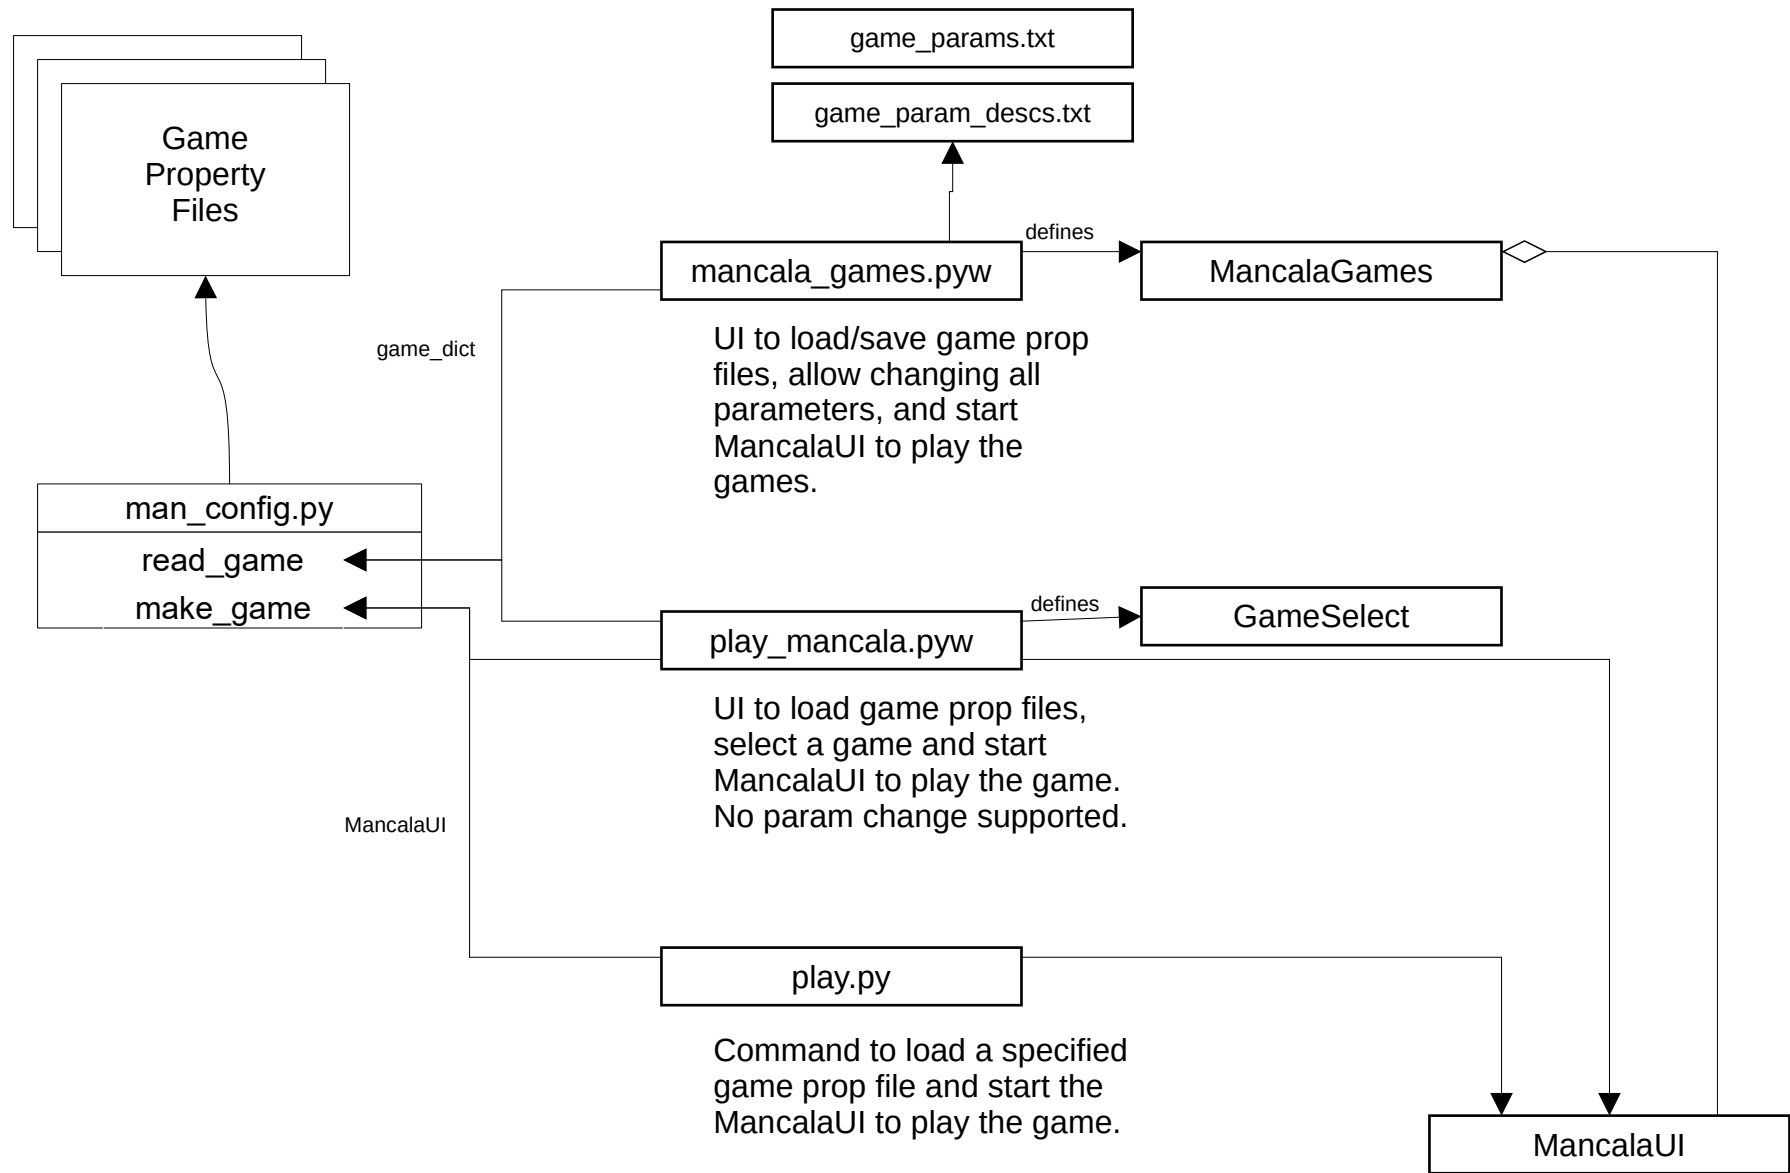 game_params.txt
game_param_descs.txt
Game
Property
Files
defines
mancala_games.pyw
MancalaGames
UI to load/save game prop
files, allow changing all
parameters, and start
MancalaUI to play the
games.
game_dict
man_config.py
read_game
make_game
defines
GameSelect
play_mancala.pyw
UI to load game prop files,
select a game and start
MancalaUI to play the game.
No param change supported.
MancalaUI
play.py
Command to load a specified
game prop file and start the
MancalaUI to play the game.
MancalaUI